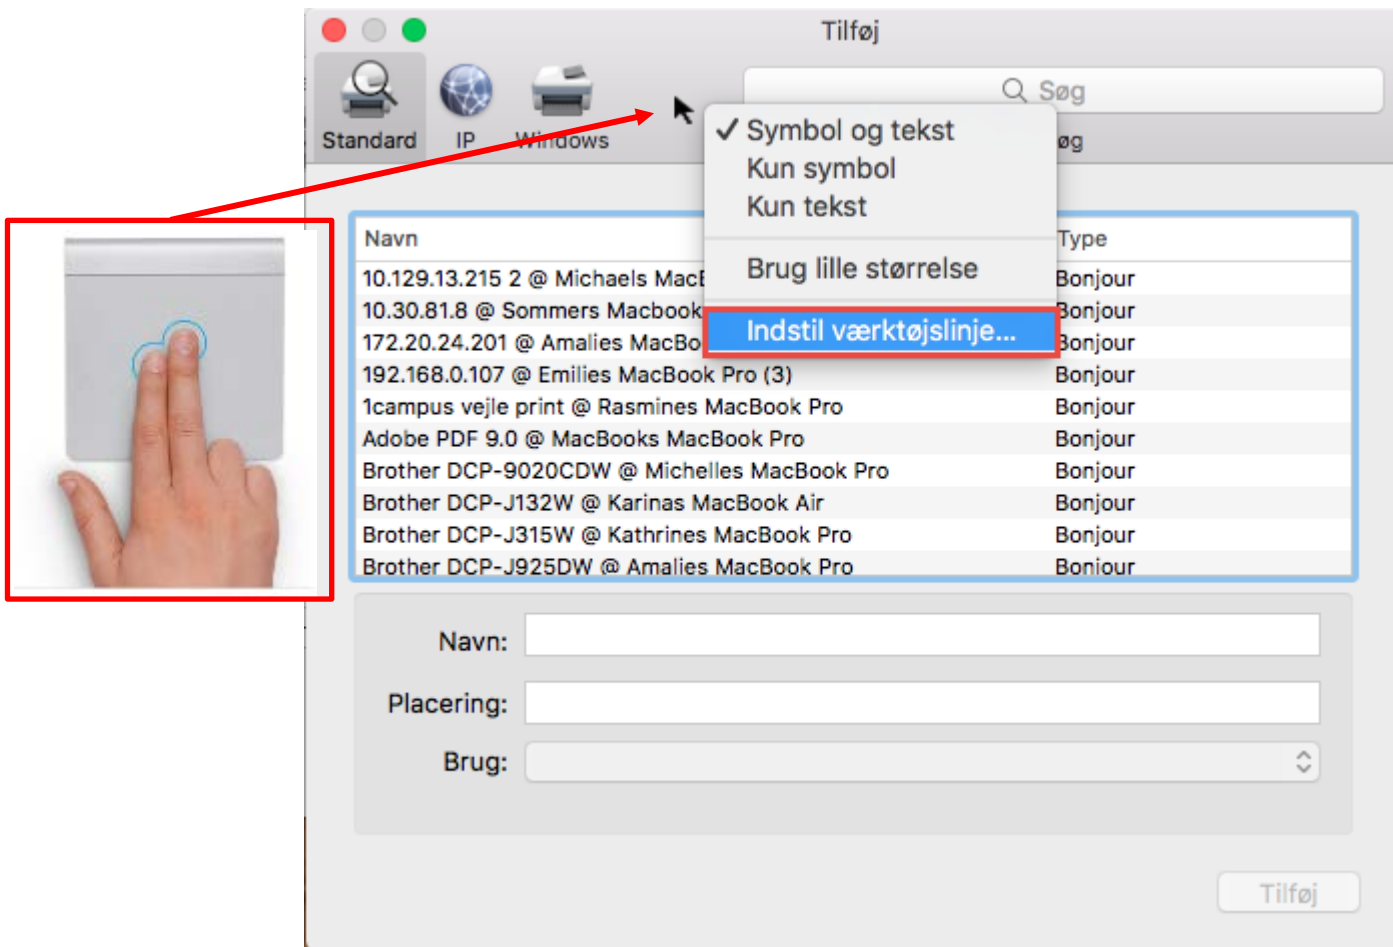 Tilføj
Søg
Standard
IP
Windows
øg
✓ Symbol og tekst
Kun symbol
Kun tekst
Brug lille størrelse
Indstil værktøjslinje...
Navn Type
10.129.13.215 2 @ Michaels Mac Bonjour
10.30.81.8 @ Sommers Macbook Bonjour
172.20.24.201 @ Amalies MacBo Bonjour
192.168.0.107 @ Emilies MacBook Pro (3) Bonjour
1campus vejle print @ Rasmines MacBook Pro Bonjour
Adobe PDF 9.0 @ MacBooks MacBook Pro Bonjour
Brother DCP-9020CDW @ Michelles MacBook Pro Bonjour
Brother DCP-J132W @ Karinas MacBook Air Bonjour
Brother DCP-J315W @ Kathrines MacBook Pro Bonjour
Brother DCP-J925DW @ Amalies MacBook Pro Bonjour
Navn:
Placering:
Brug:
Tilføj